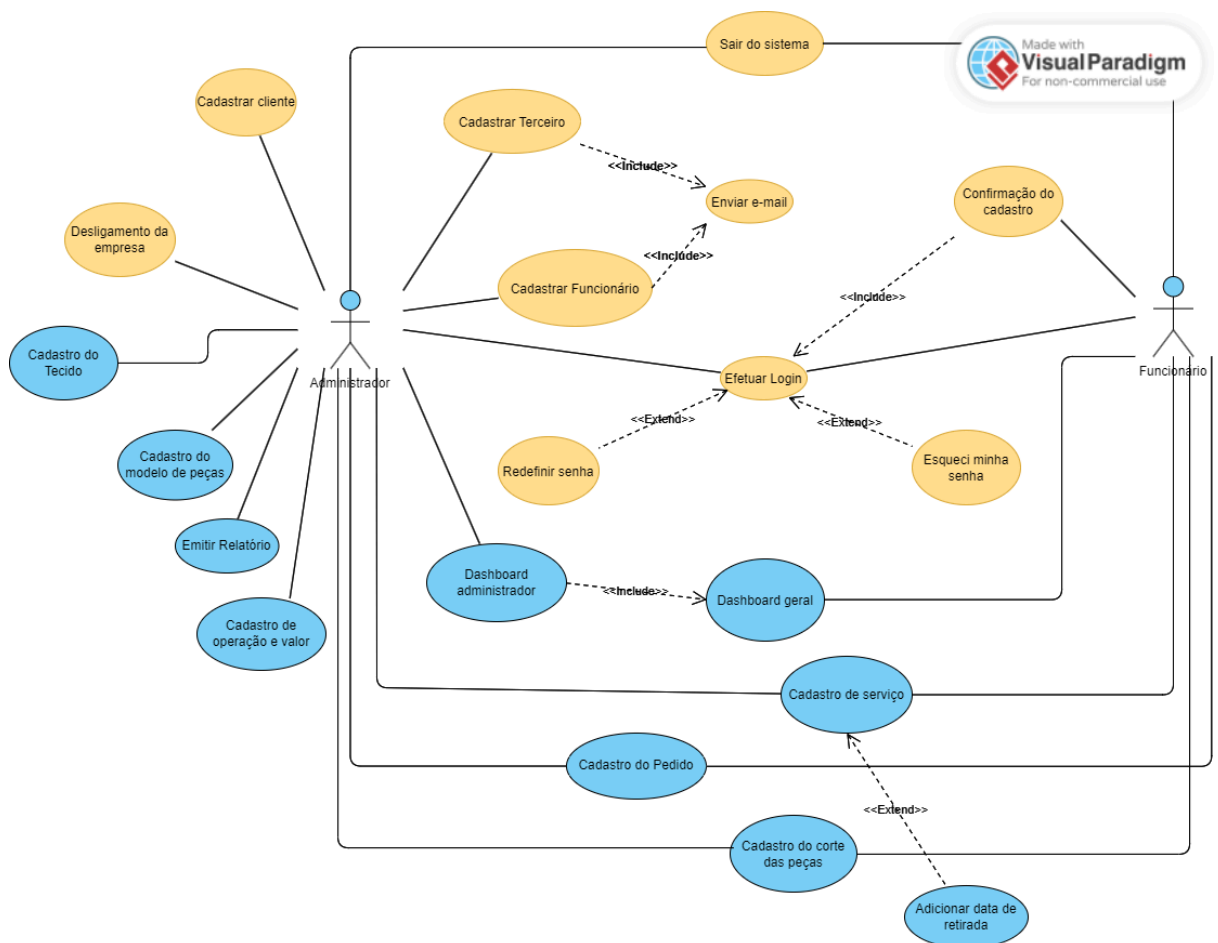 Sair do sistema
Made with
Visual Paradigm
For non-commercial use
Cadastrar cliente
Cadastrar Terceiro
<<Include>>
Enviar e-mail
Confirmação do
cadastro
Desligamento da
empresa
<<Include>>
Cadastrar Funcionário
<<Include>>
Cadastro do
Tecido
Administrador
Efetuar Login
Funcionário
<<Extend>>
<<Extend>>
Cadastro do
modelo de peças
Redefinir senha
Esqueci minha
senha
Emitir Relatório
Dashboard
administrador
<<Include>>
Dashboard geral
Cadastro de
operação e valor
Cadastro de serviço
Cadastro do Pedido
<<Extend>>
Cadastro do corte
das peças
Adicionar data de
retirada